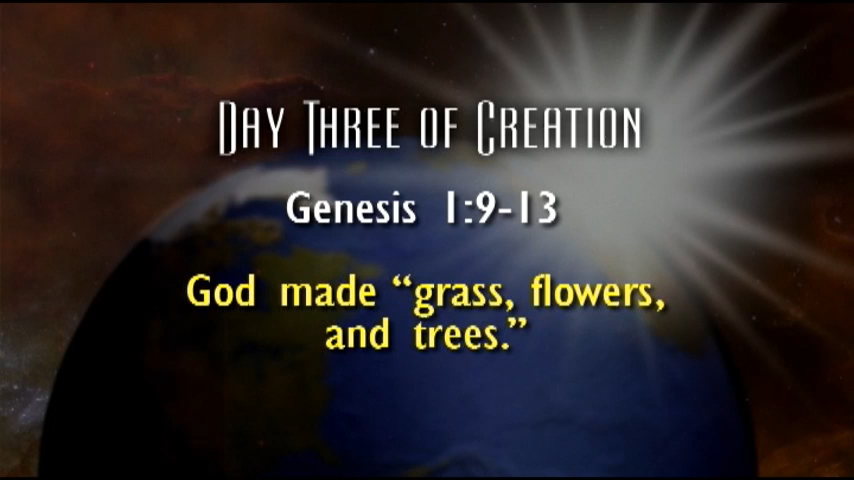 Day Three of Creation
Genesis 1:9-13
God made “grass, flowers,
and trees.”